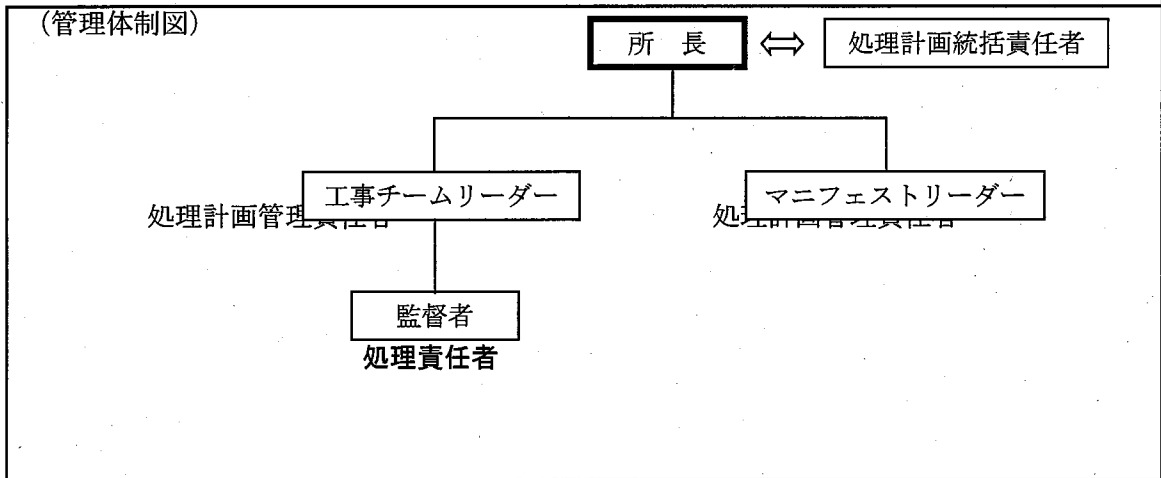 (管理体制図)
所 長 ⇔ 処理計画統括責任者
工事チームリーダー
処理計画管理責任者
マニフェストリーダー
処理計画管理責任者
監督者
処理責任者